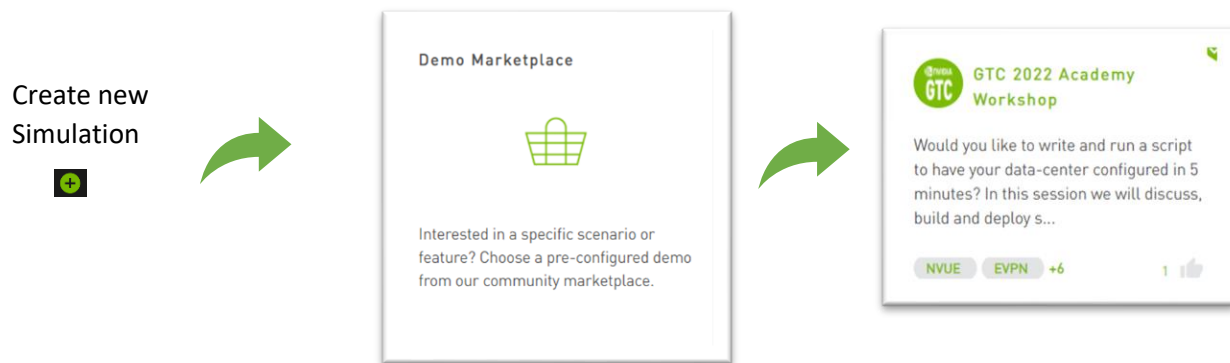 Create new
Simulation
Demo Marketplace
Interested in a specific scenario or
feature? Choose a pre-configured demo
from our community marketplace.
NVIDIA
GTC
GTC 2022 Academy
Workshop
Would you like to write and run a script
to have your data-center configured in 5
minutes? In this session we will discuss,
build and deploy s...
NVUE EVPN +6
1